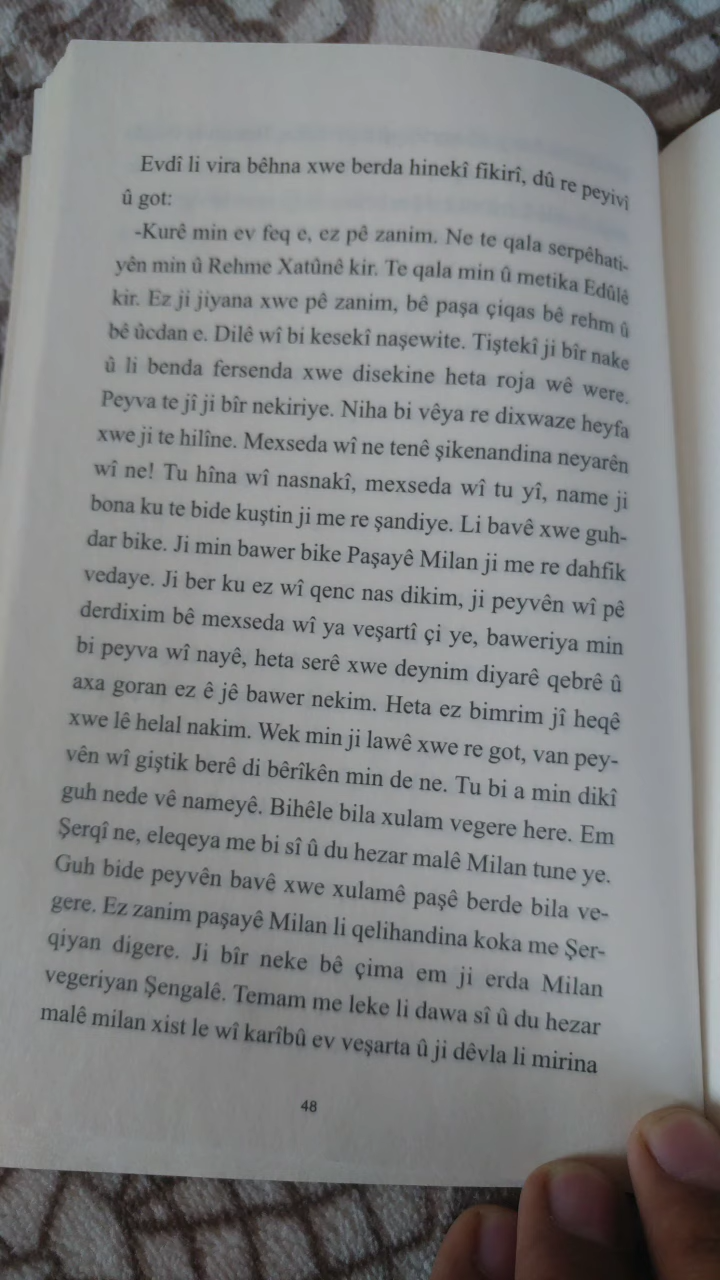 Evdî li vira bêhna xwe berda hinekî fikirî, dû re peyivî
û got:
-Kurê min ev feq e, ez pê zanim. Ne te qala serpêhati-
yên min û Rehme Xatûnê kir. Te qala min û metika Edûlê
kir. Ez ji jiyana xwe pê zanim, bê paşa çiqas bê rehm û
bê ûcdan e. Dilê wî bi kesekî naşewite. Tiştekî ji bîr nake
û li benda fersenda xwe disekine heta roja wê were.
Peyva te jî ji bîr nekiriye. Niha bi vêya re dixwaze heyfa
xwe ji te hilîne. Mexseda wî ne tenê şikenandina neyarên
wî ne! Tu hîna wî nasnakî, mexseda wî tu yî, name ji
bona ku te bide kuştin ji me re şandiye. Li bavê xwe guh-
dar bike. Ji min bawer bike Paşayê Milan ji me re dahfik
vedaye. Ji ber ku ez wî qenc nas dikim, ji peyvên wî pê
derdixim bê mexseda wî ya veşartî çi ye, baweriya min
bi peyva wî nayê, heta serê xwe deynim diyarê qebrê û
axa goran ez ê jê bawer nekim. Heta ez bimrim jî heqê
xwe lê helal nakim. Wek min ji lawê xwe re got, van pey-
vên wî giştik berê di bêrîkên min de ne. Tu bi a min dikî
guh nede vê nameyê. Bihêle bila xulam vegere here. Em
Şerqî ne, eleqeya me bi sî û du hezar malê Milan tune ye.
Guh bide peyvên bavê xwe xulamê paşê berde bila ve-
gere. Ez zanim paşayê Milan li qelihandina koka me Şer-
qiyan digere. Ji bîr neke bê çima em ji erda Milan
vegeriyan Şengalê. Temam me leke li dawa sî û du hezar
malê milan xist le wî karîbû ev veşarta û ji dêvla li mirina
48